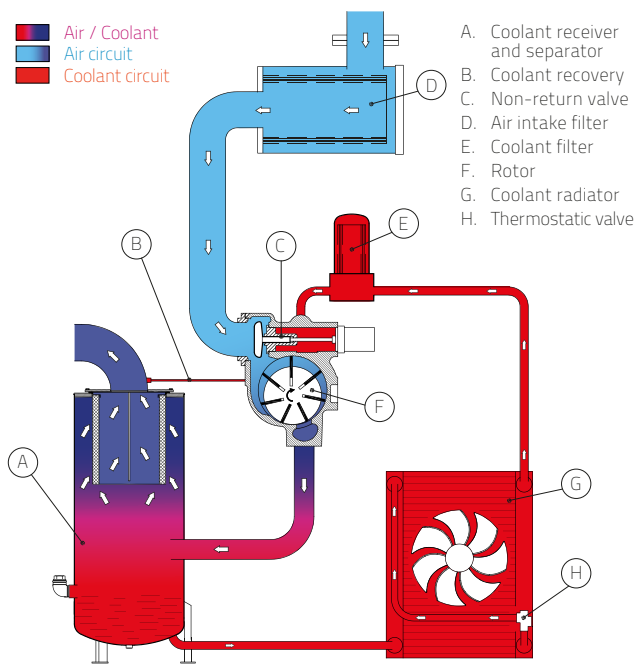 Air / Coolant
Air circuit
Coolant circuit
A. Coolant receiver
and separator
B. Coolant recovery
C. Non-return valve
D. Air intake filter
E. Coolant filter
F. Rotor
G. Coolant radiator
H. Thermostatic valve
D
E
B
C
F
A
G
H